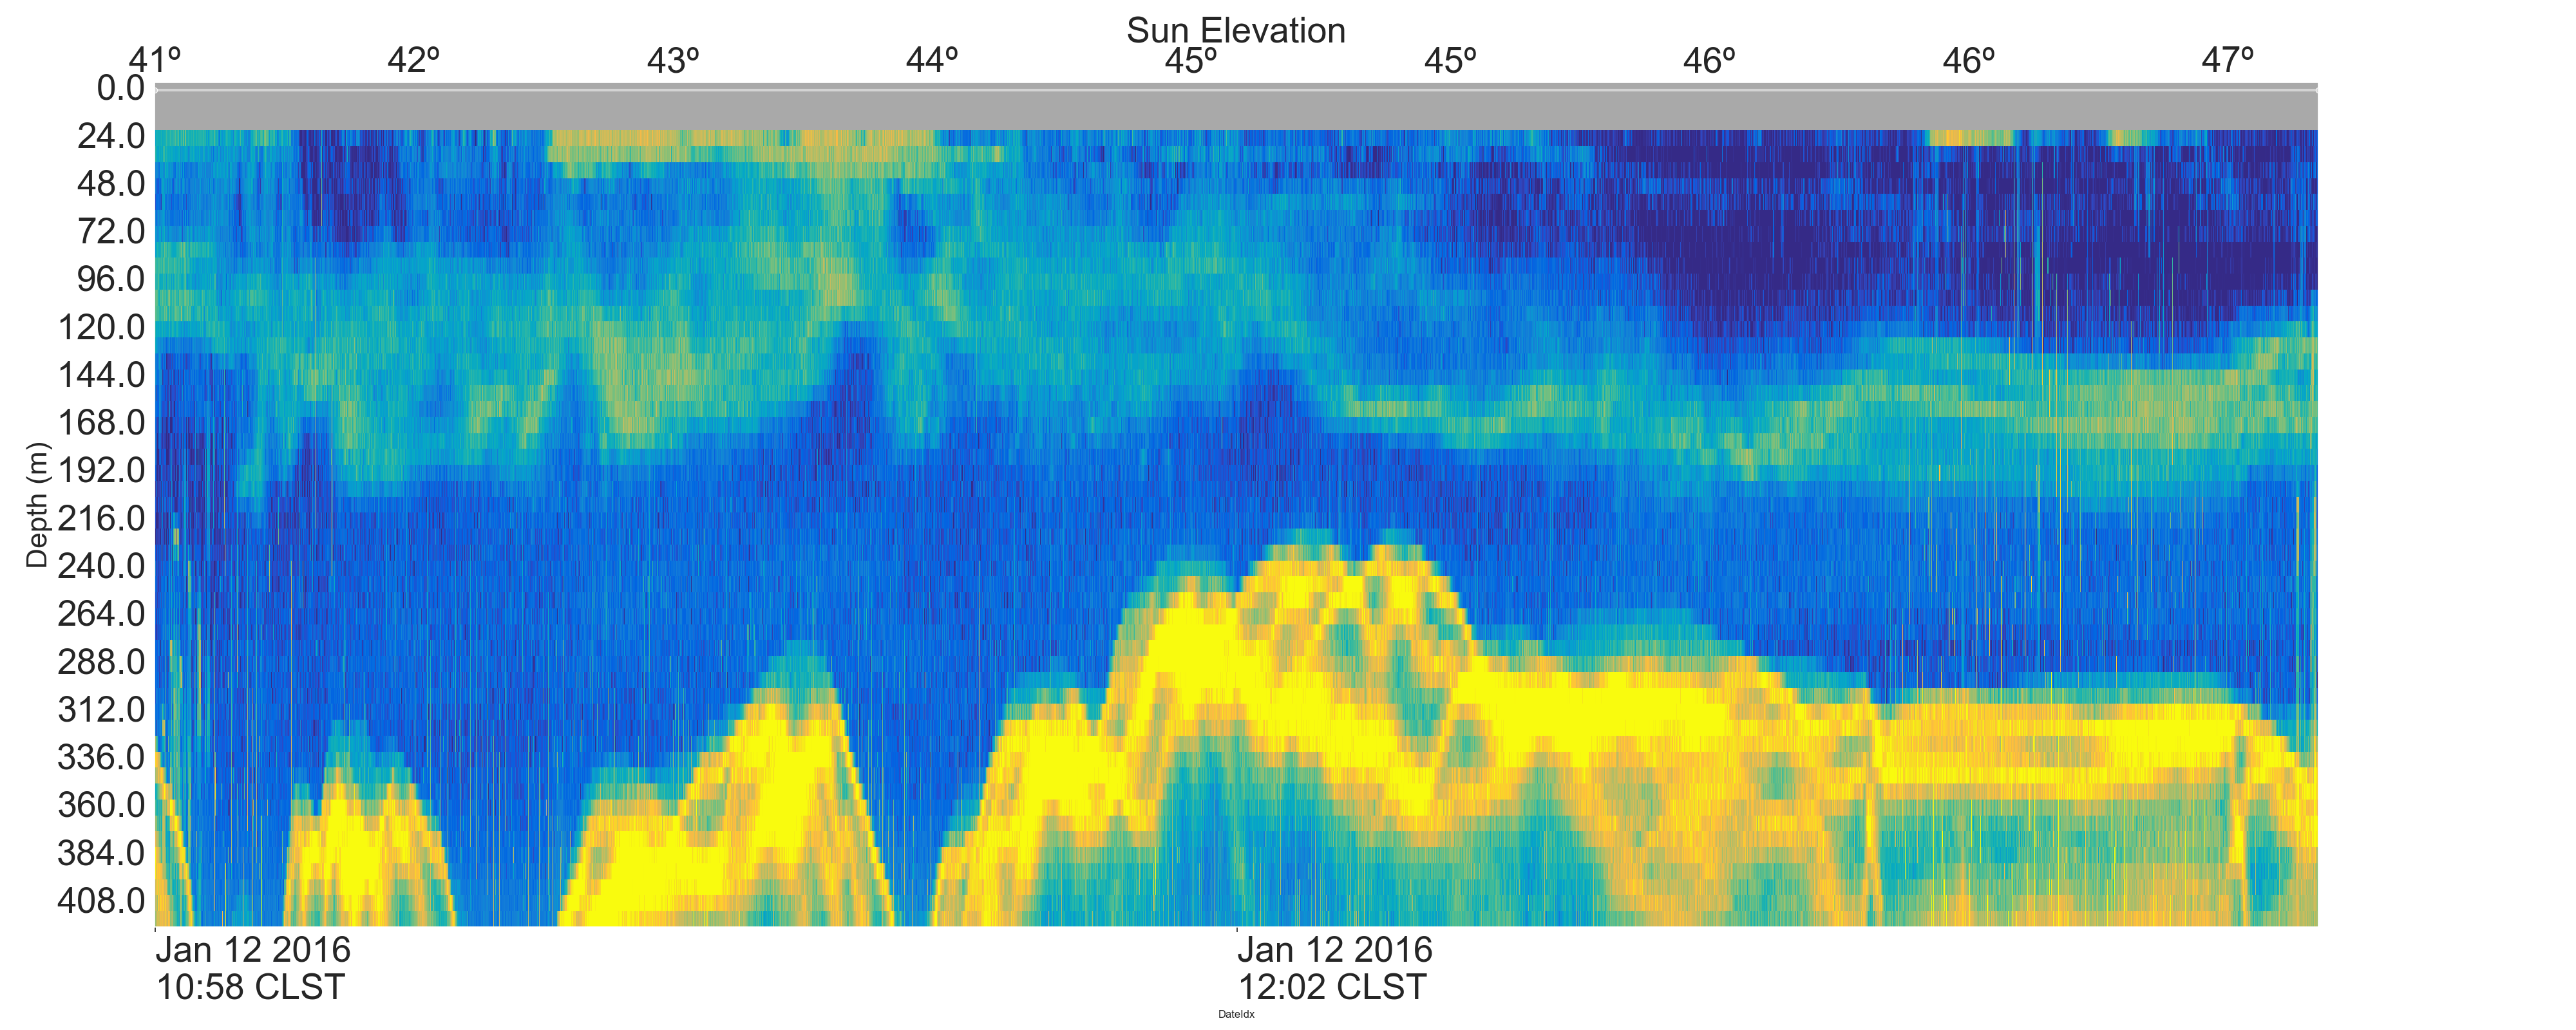 Sun Elevation
41º 42º 43º 44º 45º 45º 46º 46º 47º
0.0
24.0
48.0
72.0
96.0
120.0
144.0
168.0
192.0
216.0
240.0
264.0
288.0
312.0
336.0
360.0
384.0
408.0
Depth (m)
Jan 12 2016
10:58 CLST
Jan 12 2016
12:02 CLST
DateIdx